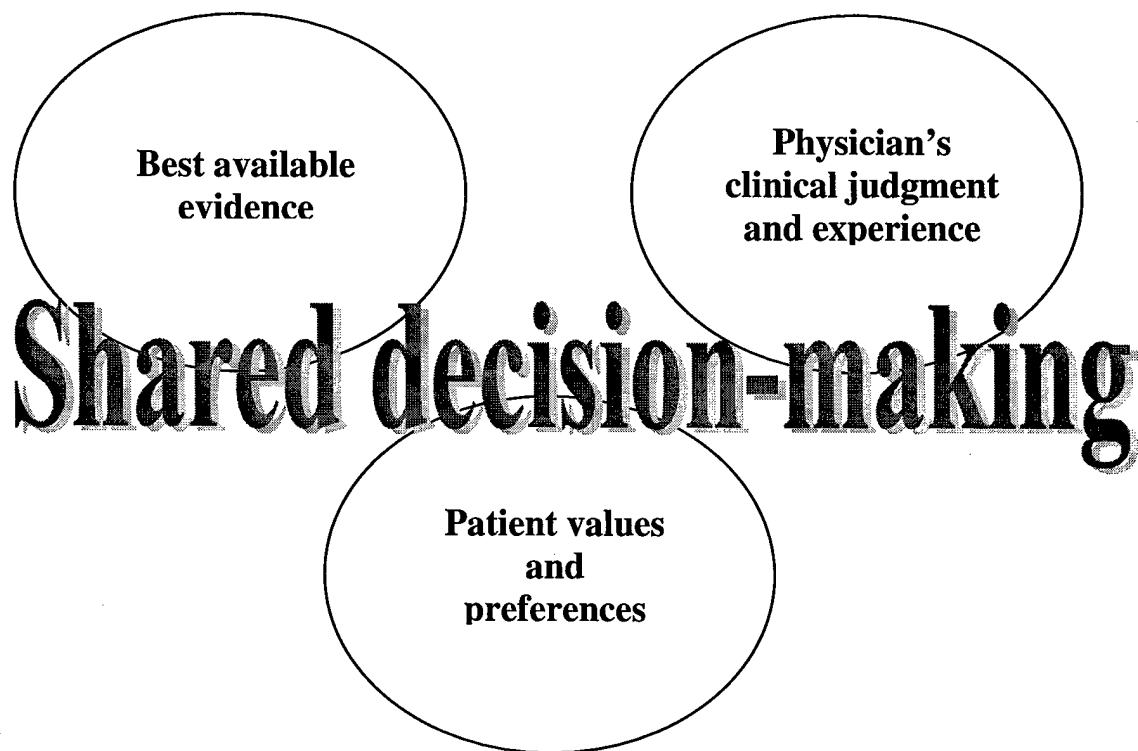 Best available
evidence
Physician's
clinical judgment
and experience
Shared decision-making
Patient values
and
preferences